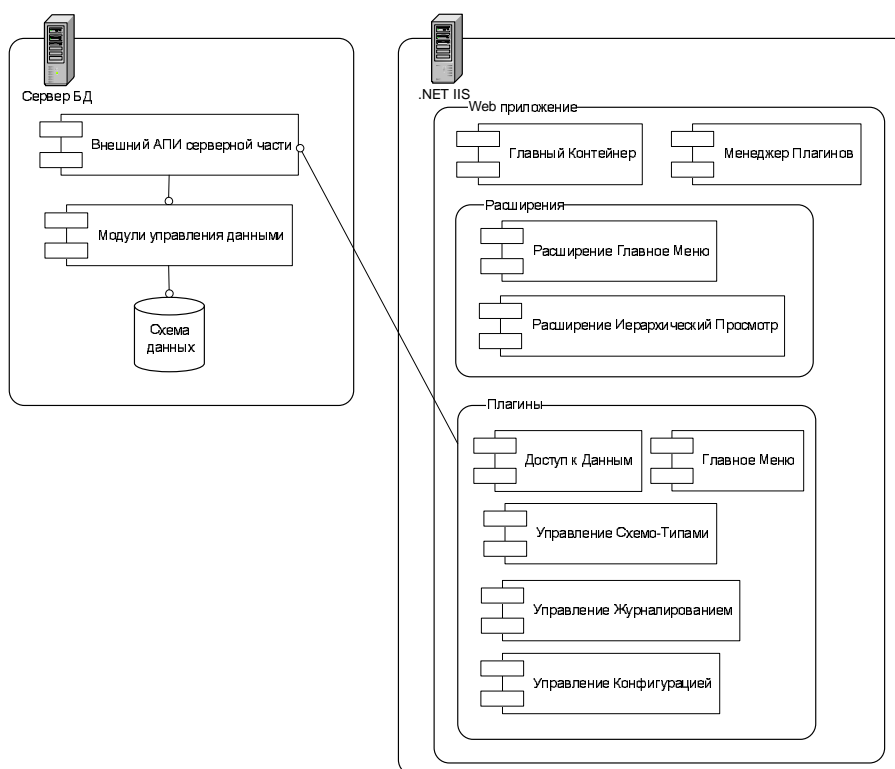 Сервер БД
Внешний АПИ серверной части
Модули управления данными
Схема
данных
.NET IIS
Web приложение
Главный Контейнер
Менеджер Плагинов
Расширения
Расширение Главное Меню
Расширение Иерархический Просмотр
Плагины
Доступ к Данным
Главное Меню
Управление Схемо-Типами
Управление Журналированием
Управление Конфигурацией